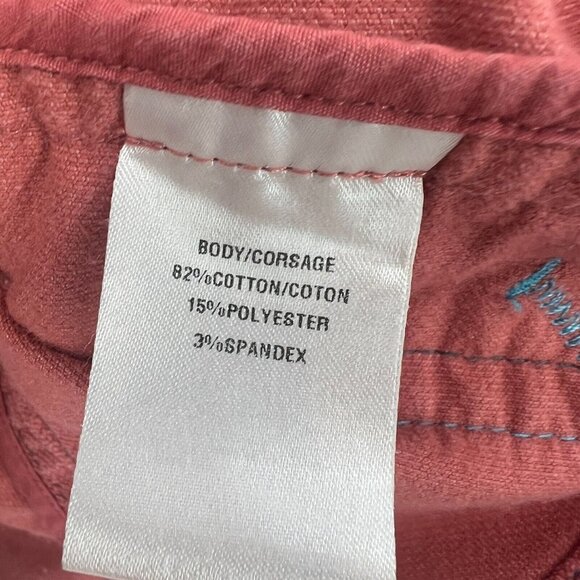 BODY/CORSAGE
82%COTTON/COTON
15%POLYESTER
3%SPANDEX